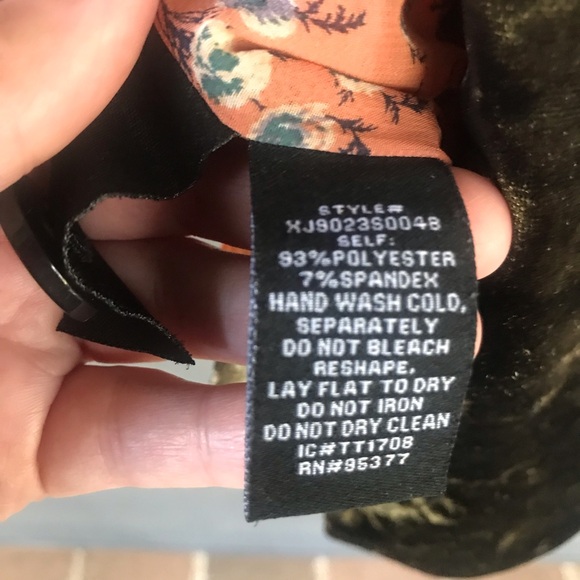 STYLE#
XJ9023S004B
SELF:
93%POLYESTER
7%SPANDEX
HAND WASH COLD,
SEPARATELY
DO NOT BLEACH
RESHAPE,
LAY FLAT TO DRY
DO NOT IRON
DO NOT DRY CLEAN
IC#TT1708
RN#95377